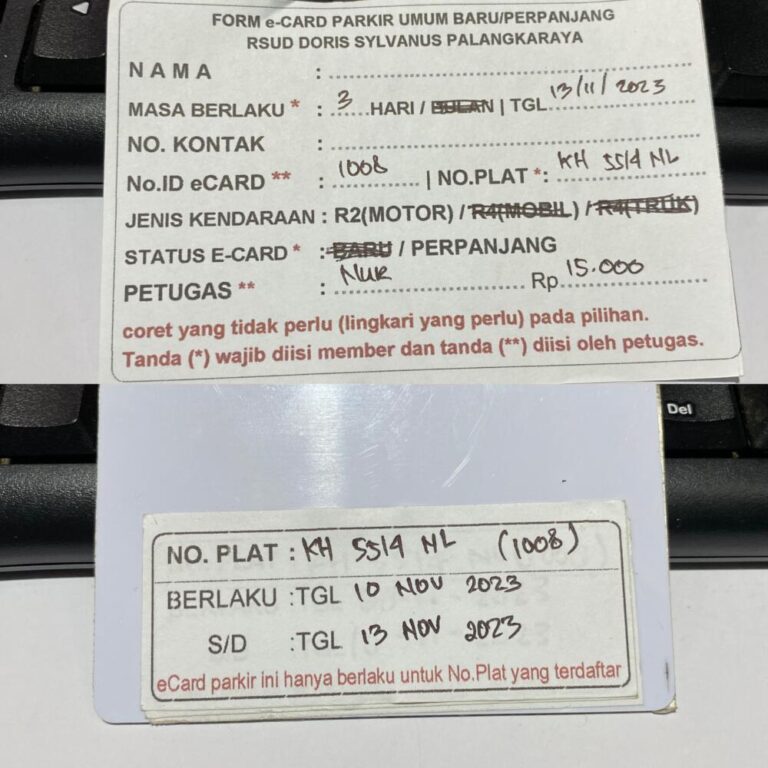 FORM e-CARD PARKIR UMUM BARU/PERPANJANG
RSUD DORIS SYLVANUS PALANGKARAYA
N A M A :
MASA BERLAKU * : 3 HARI / BULAN | TGL 13/11/2023
NO. KONTAK :
No.ID eCARD ** : 1008 | NO.PLAT *: KH 5514 NL
JENIS KENDARAAN : R2(MOTOR) / R4(MOBIL) / R4(TRUK)
STATUS E-CARD * : BARU / PERPANJANG
PETUGAS ** : NUR Rp 15.000
coret yang tidak perlu (lingkari yang perlu) pada pilihan.
Tanda (*) wajib diisi member dan tanda (**) diisi oleh petugas.
Del
NO. PLAT : KH 5514 NL (1008)
BERLAKU :TGL 10 NOV 2023
S/D :TGL 13 NOV 2023
eCard parkir ini hanya berlaku untuk No.Plat yang terdaftar